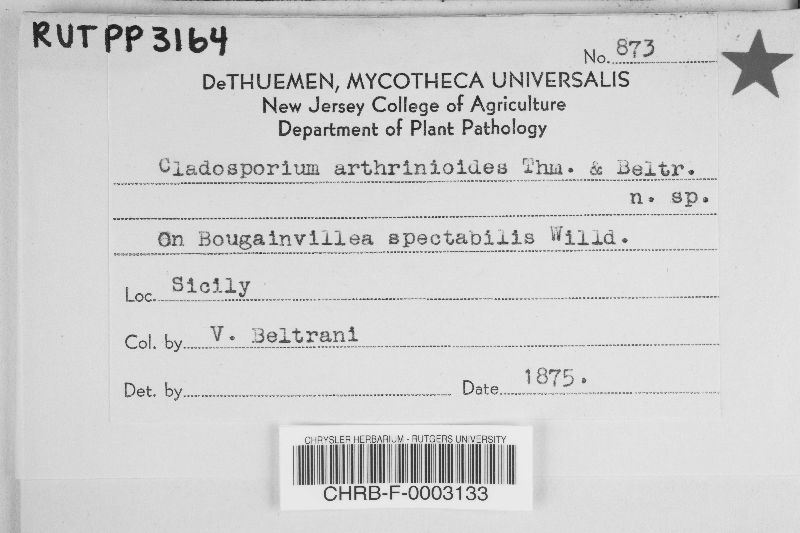 RUTPP3164
No. 873
DeTHUEMEN, MYCOTHECA UNIVERSALIS
New Jersey College of Agriculture
Department of Plant Pathology
Cladosporium arthrinioides Thm. & Beltr.
n. sp.
On Bougainvillea spectabilis Willd.
Loc. Sicily
Col. by V. Beltrani
Det. by
Date 1875.
CHRYSLER HERBARIUM - RUTGERS UNIVERSITY
CHRB-F-0003133